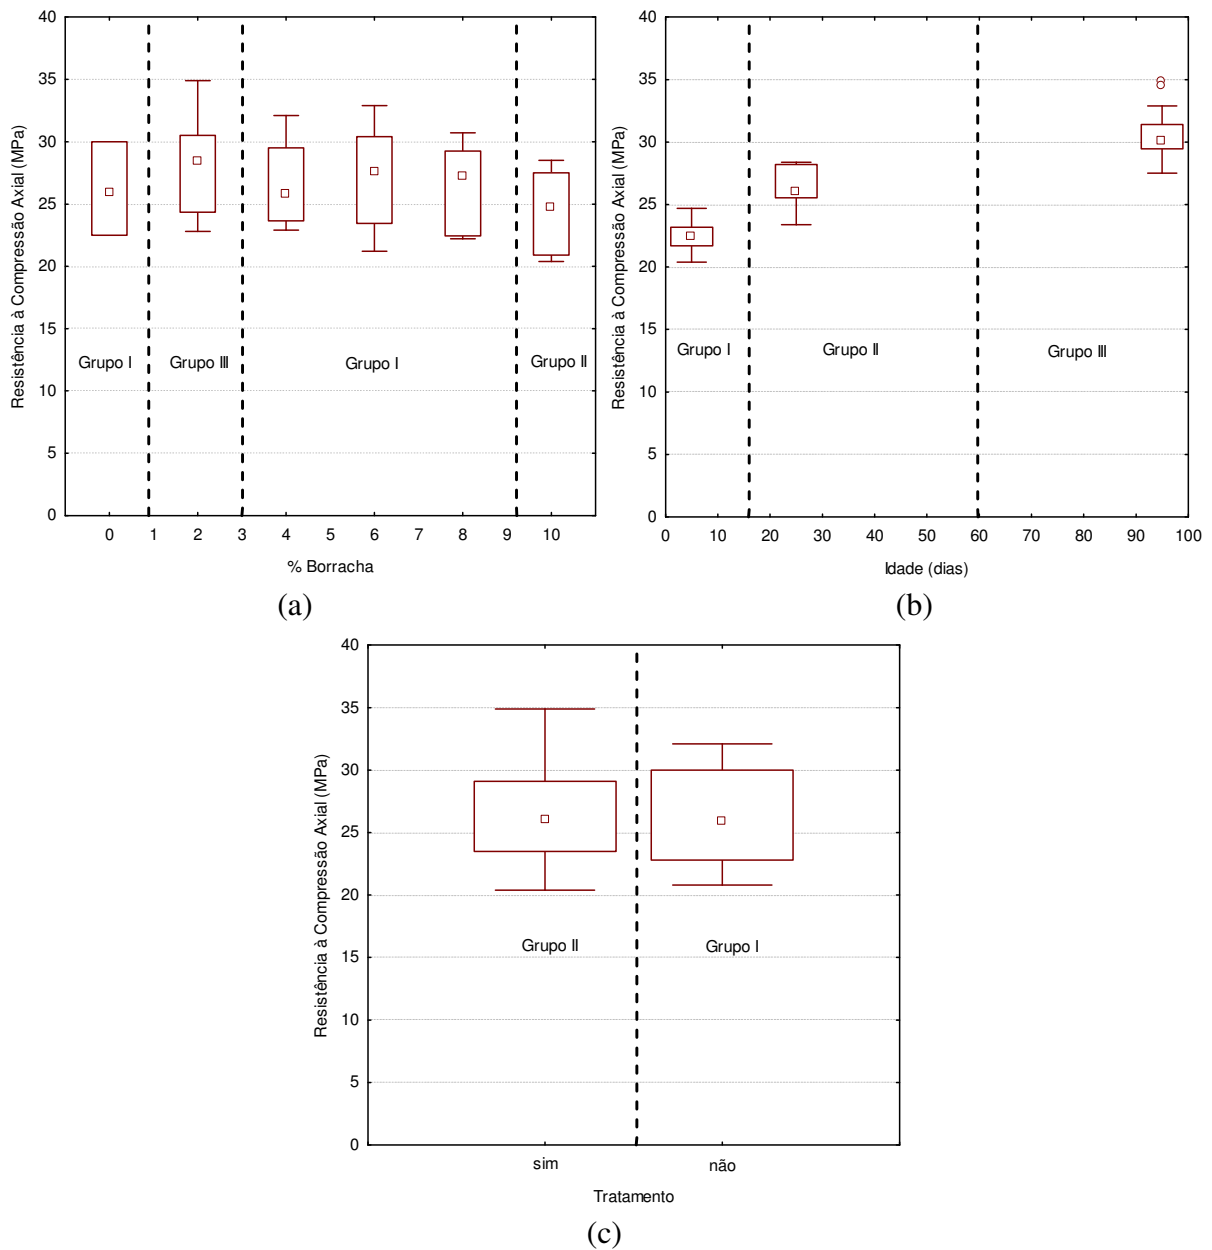 40
35
30
25
20
15
10
5
0
Resistência à Compressão Axial (MPa)
Grupo I
Grupo III
Grupo I
Grupo II
0 1 2 3 4 5 6 7 8 9 10
% Borracha
(a)
40
35
30
25
20
15
10
5
0
Resistência à Compressão Axial (MPa)
Grupo I
Grupo II
Grupo III
0 10 20 30 40 50 60 70 80 90 100
Idade (dias)
(b)
40
35
30
25
20
15
10
5
0
Resistência à Compressão Axial (MPa)
Grupo II
Grupo I
sim não
Tratamento
(c)